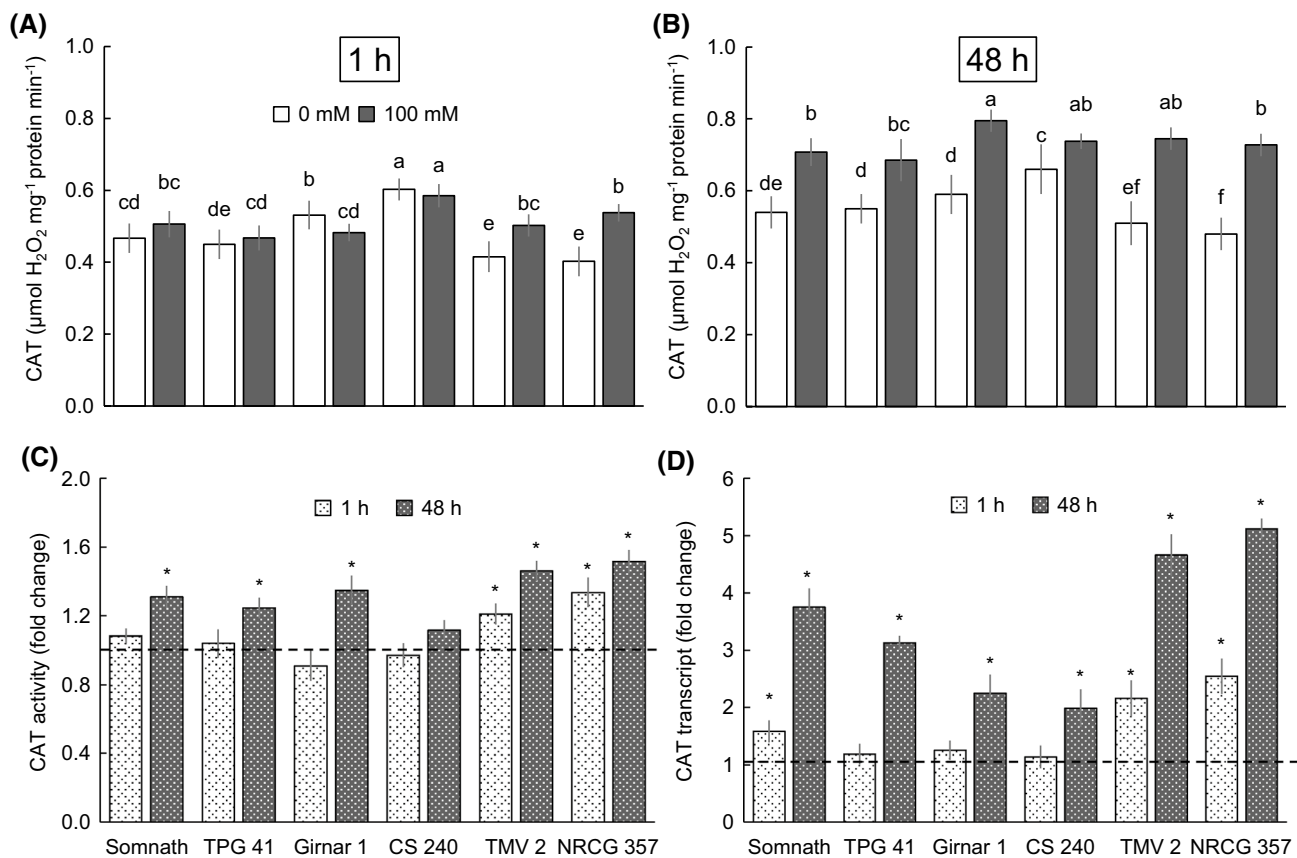 (A)
1 h
0 mM 100 mM
CAT (µmol H₂O₂ mg⁻¹ protein min⁻¹)
1.0
0.8
0.6
0.4
0.2
0.0
cd bc de cd b cd a a e bc e b
(B)
48 h
CAT (µmol H₂O₂ mg⁻¹ protein min⁻¹)
1.0
0.8
0.6
0.4
0.2
0.0
de b d bc d a c ab ef ab f b
(C)
1 h 48 h
CAT activity (fold change)
2.0
1.6
1.2
0.8
0.4
0.0
* * * * * * *
Somnath TPG 41 Girnar 1 CS 240 TMV 2 NRCG 357
(D)
1 h 48 h
CAT transcript (fold change)
6
5
4
3
2
1
0
* * * * * * * * *
Somnath TPG 41 Girnar 1 CS 240 TMV 2 NRCG 357